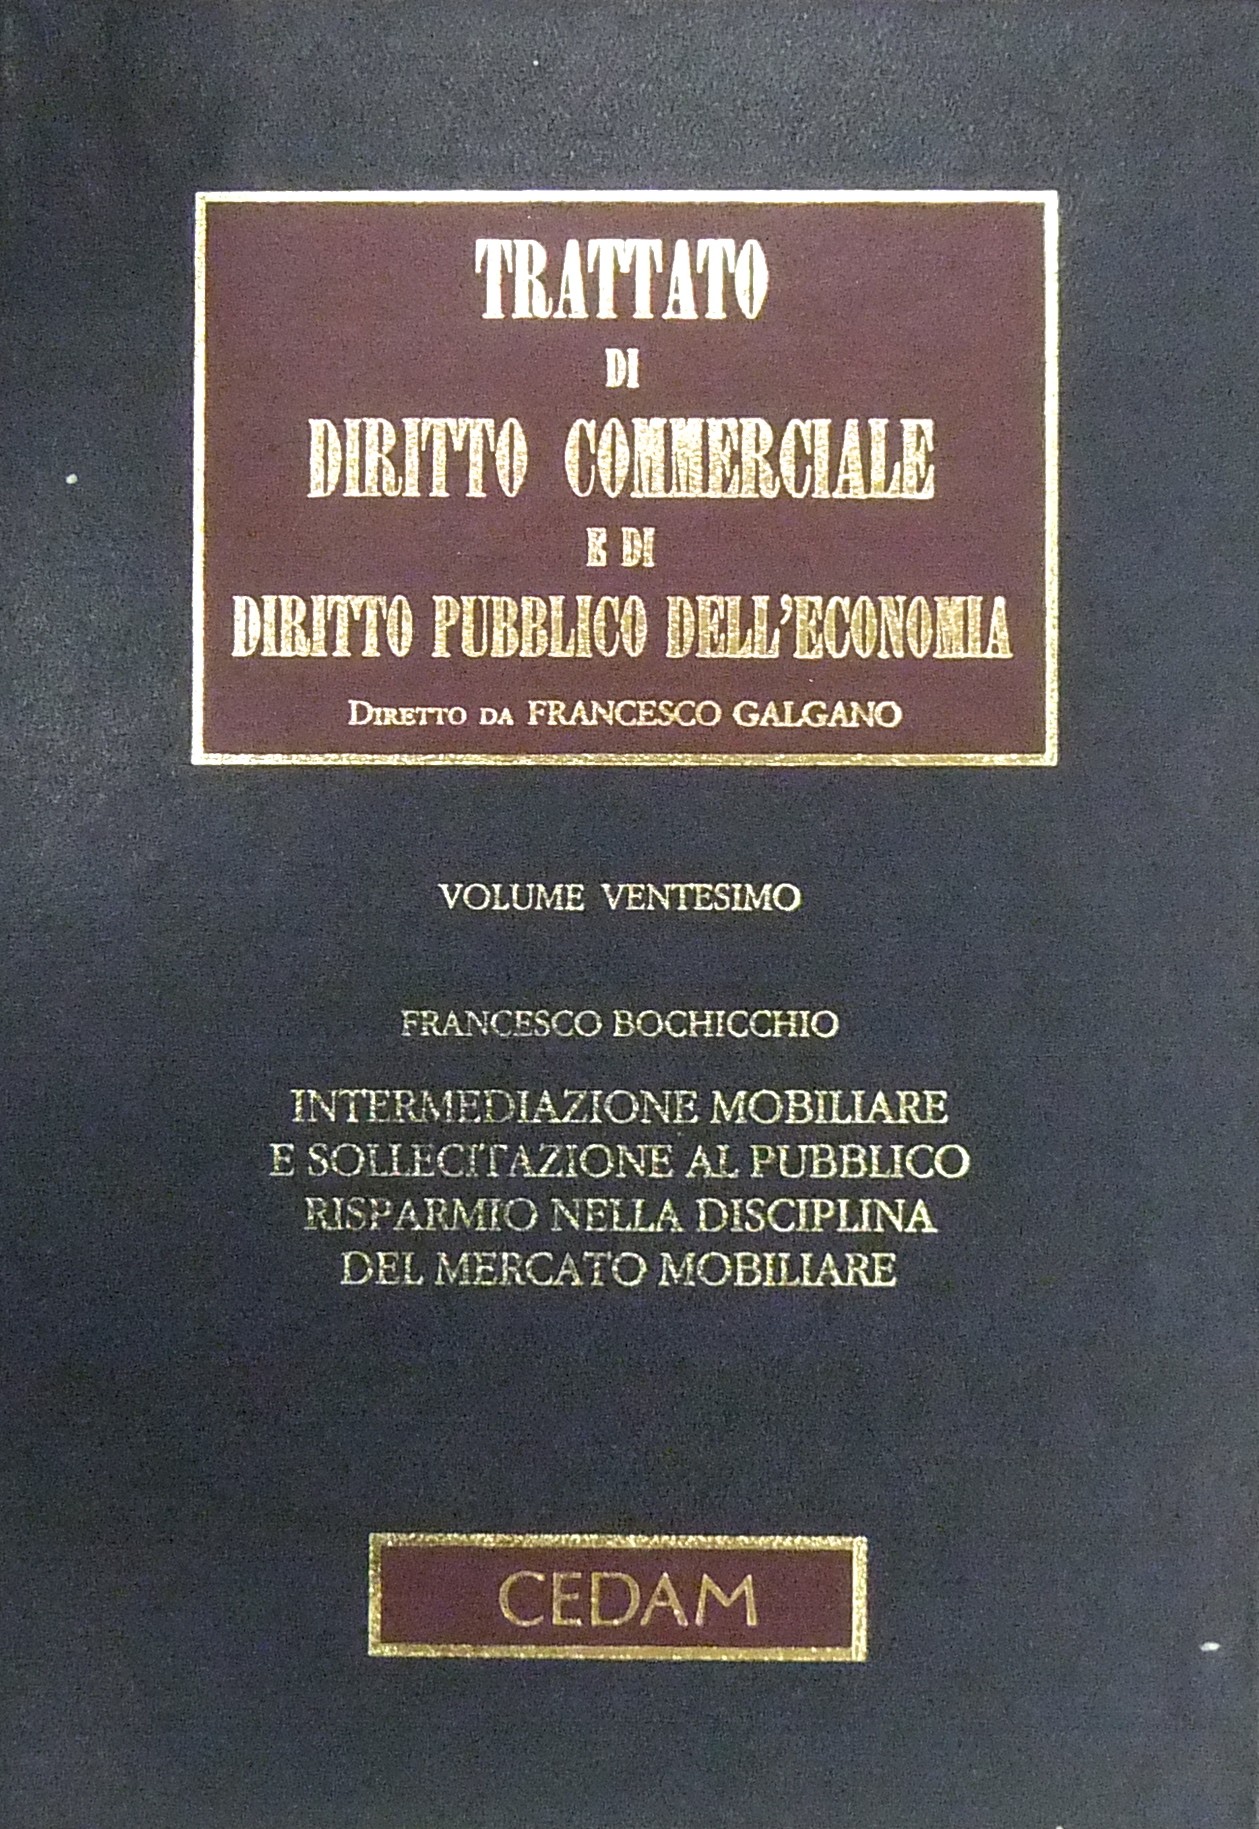 TRATTATO
DI
DIRITTO COMMERCIALE
E DI
DIRITTO PUBBLICO DELL'ECONOMIA
DIRETTO DA FRANCESCO GALGANO
VOLUME VENTESIMO
FRANCESCO BOCHICCHIO
INTERMEDIAZIONE MOBILIARE
E SOLLECITAZIONE AL PUBBLICO
RISPARMIO NELLA DISCIPLINA
DEL MERCATO MOBILIARE
CEDAM